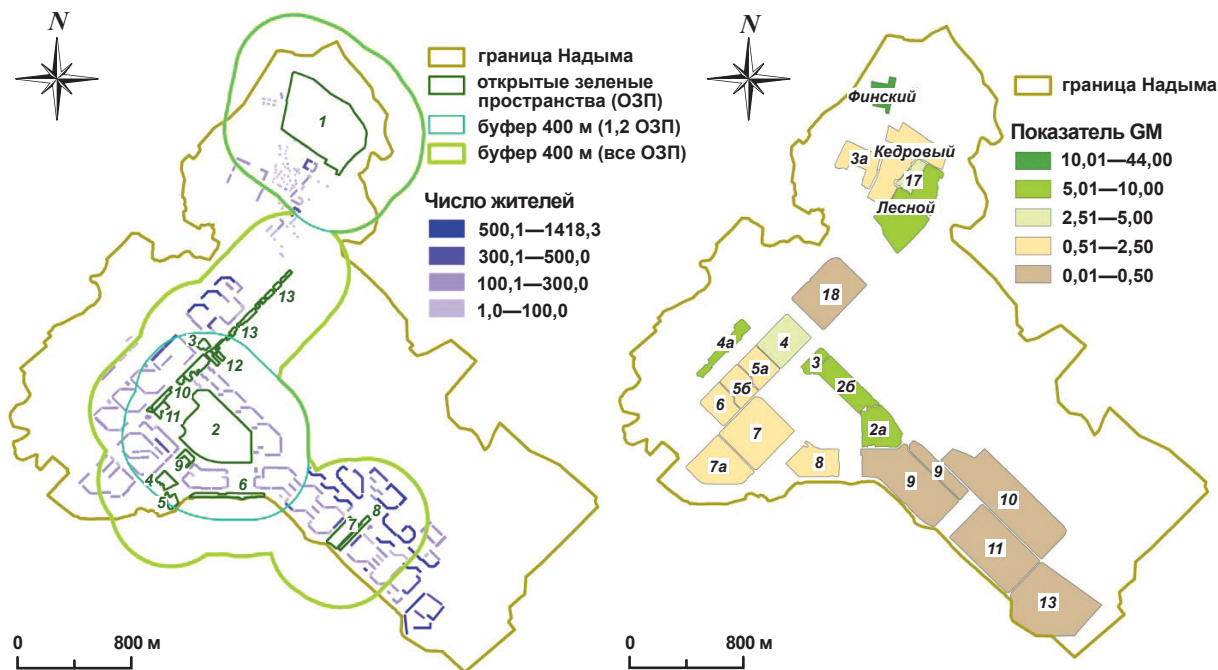 N
граница Надыма
открытые зеленые
пространства (ОЗП)
буфер 400 м (1,2 ОЗП)
буфер 400 м (все ОЗП)
Число жителей
500,1—1418,3
300,1—500,0
100,1—300,0
1,0—100,0
1
13
13
3
12
10
11
2
9
4
5
6
7
8
0
800 м
N
граница Надыма
Показатель GM
10,01—44,00
5,01—10,00
2,51—5,00
0,51—2,50
0,01—0,50
Финский
Кедровый
3а
17
Лесной
18
4а
4
3
5а
5б
2б
6
2а
7
7а
8
9
9
10
11
13
0
800 м